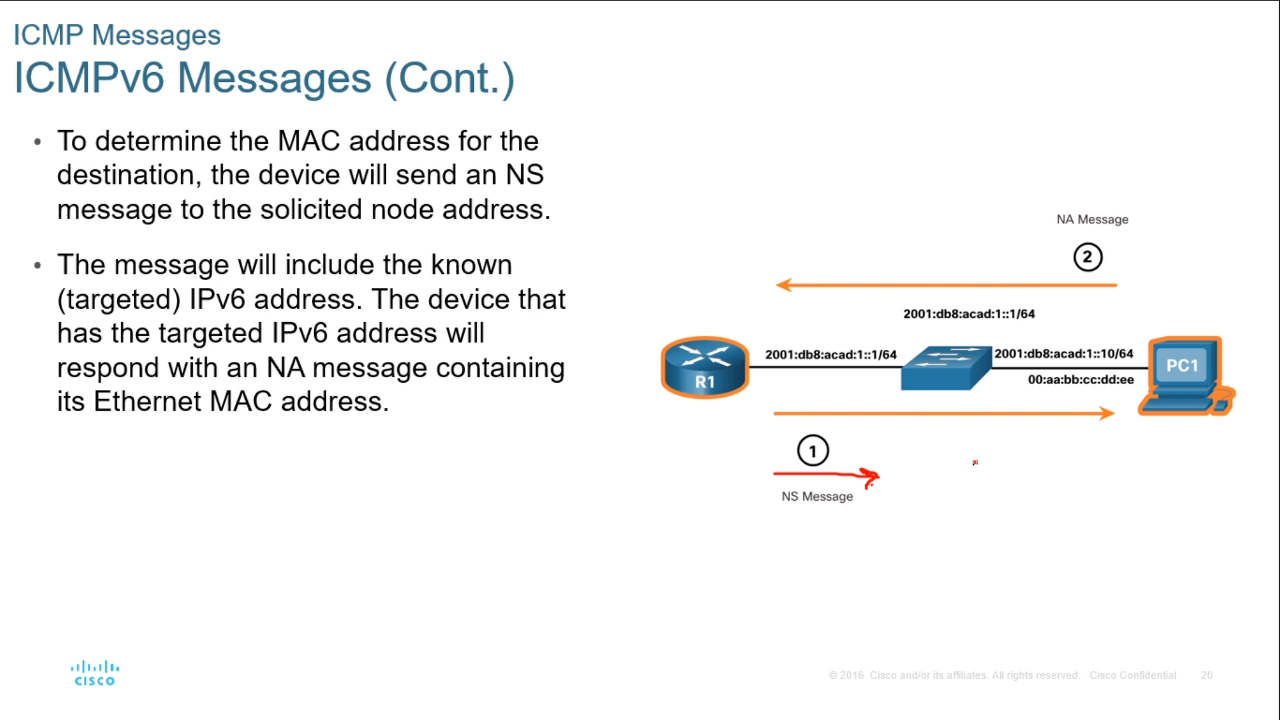 ICMP Messages
ICMPv6 Messages (Cont.)
• To determine the MAC address for the
destination, the device will send an NS
message to the solicited node address.
• The message will include the known
(targeted) IPv6 address. The device that
has the targeted IPv6 address will
respond with an NA message containing
its Ethernet MAC address.
NA Message
2
2001:db8:acad:1::1/64
2001:db8:acad:1::1/64
2001:db8:acad:1::10/64
00:aa:bb:cc:dd:ee
R1
PC1
1
NS Message
CISCO
© 2016 Cisco and/or its affiliates. All rights reserved. Cisco Confidential
20